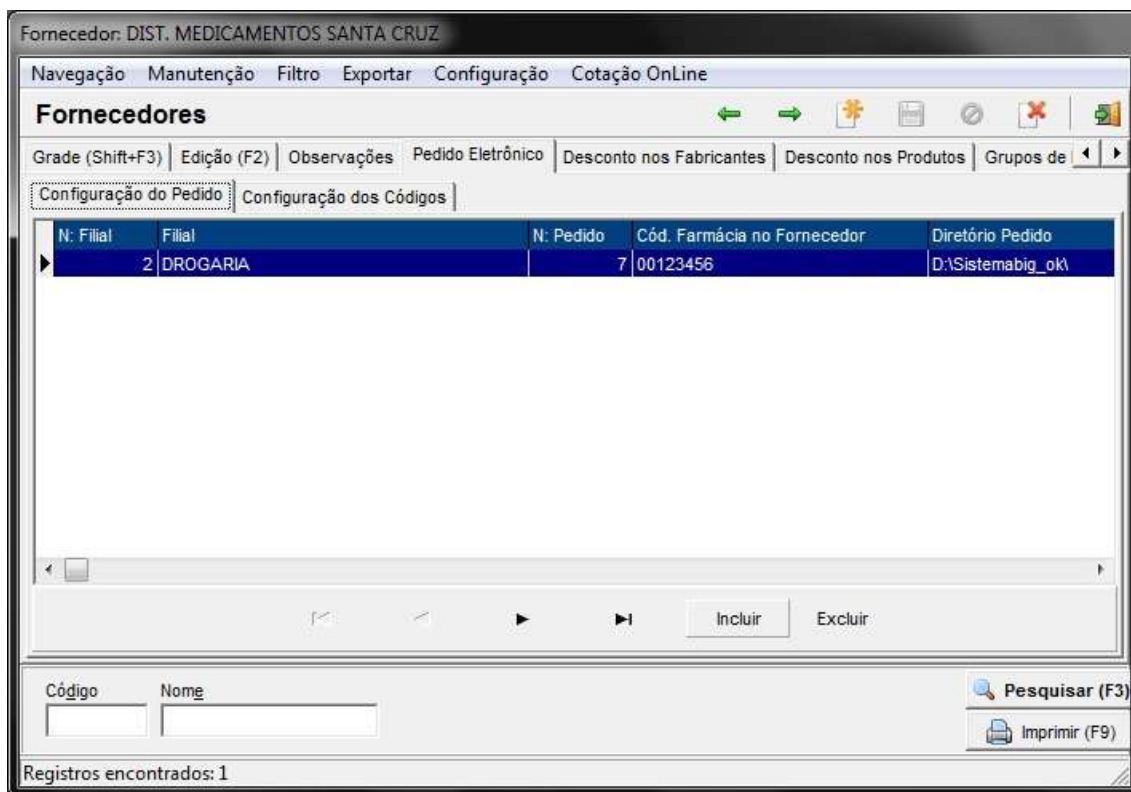 Fornecedor: DIST. MEDICAMENTOS SANTA CRUZ
Navegação Manutenção Filtro Exportar Configuração Cotação OnLine
Fornecedores
Grade (Shift+F3) Edição (F2) Observações Pedido Eletrônico Desconto nos Fabricantes Desconto nos Produtos Grupos de
Configuração do Pedido Configuração dos Códigos
N: Filial Filial N: Pedido Cód. Farmácia no Fornecedor Diretório Pedido
2 DROGARIA 7 00123456 D:\Sistemabig_ok\
Incluir Excluir
Código Nome
Pesquisar (F3)
Imprimir (F9)
Registros encontrados: 1